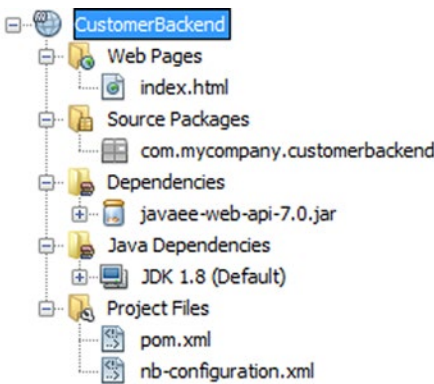 CustomerBackend
Web Pages
index.html
Source Packages
com.mycompany.customerbackend
Dependencies
javaee-web-api-7.0.jar
Java Dependencies
JDK 1.8 (Default)
Project Files
pom.xml
nb-configuration.xml